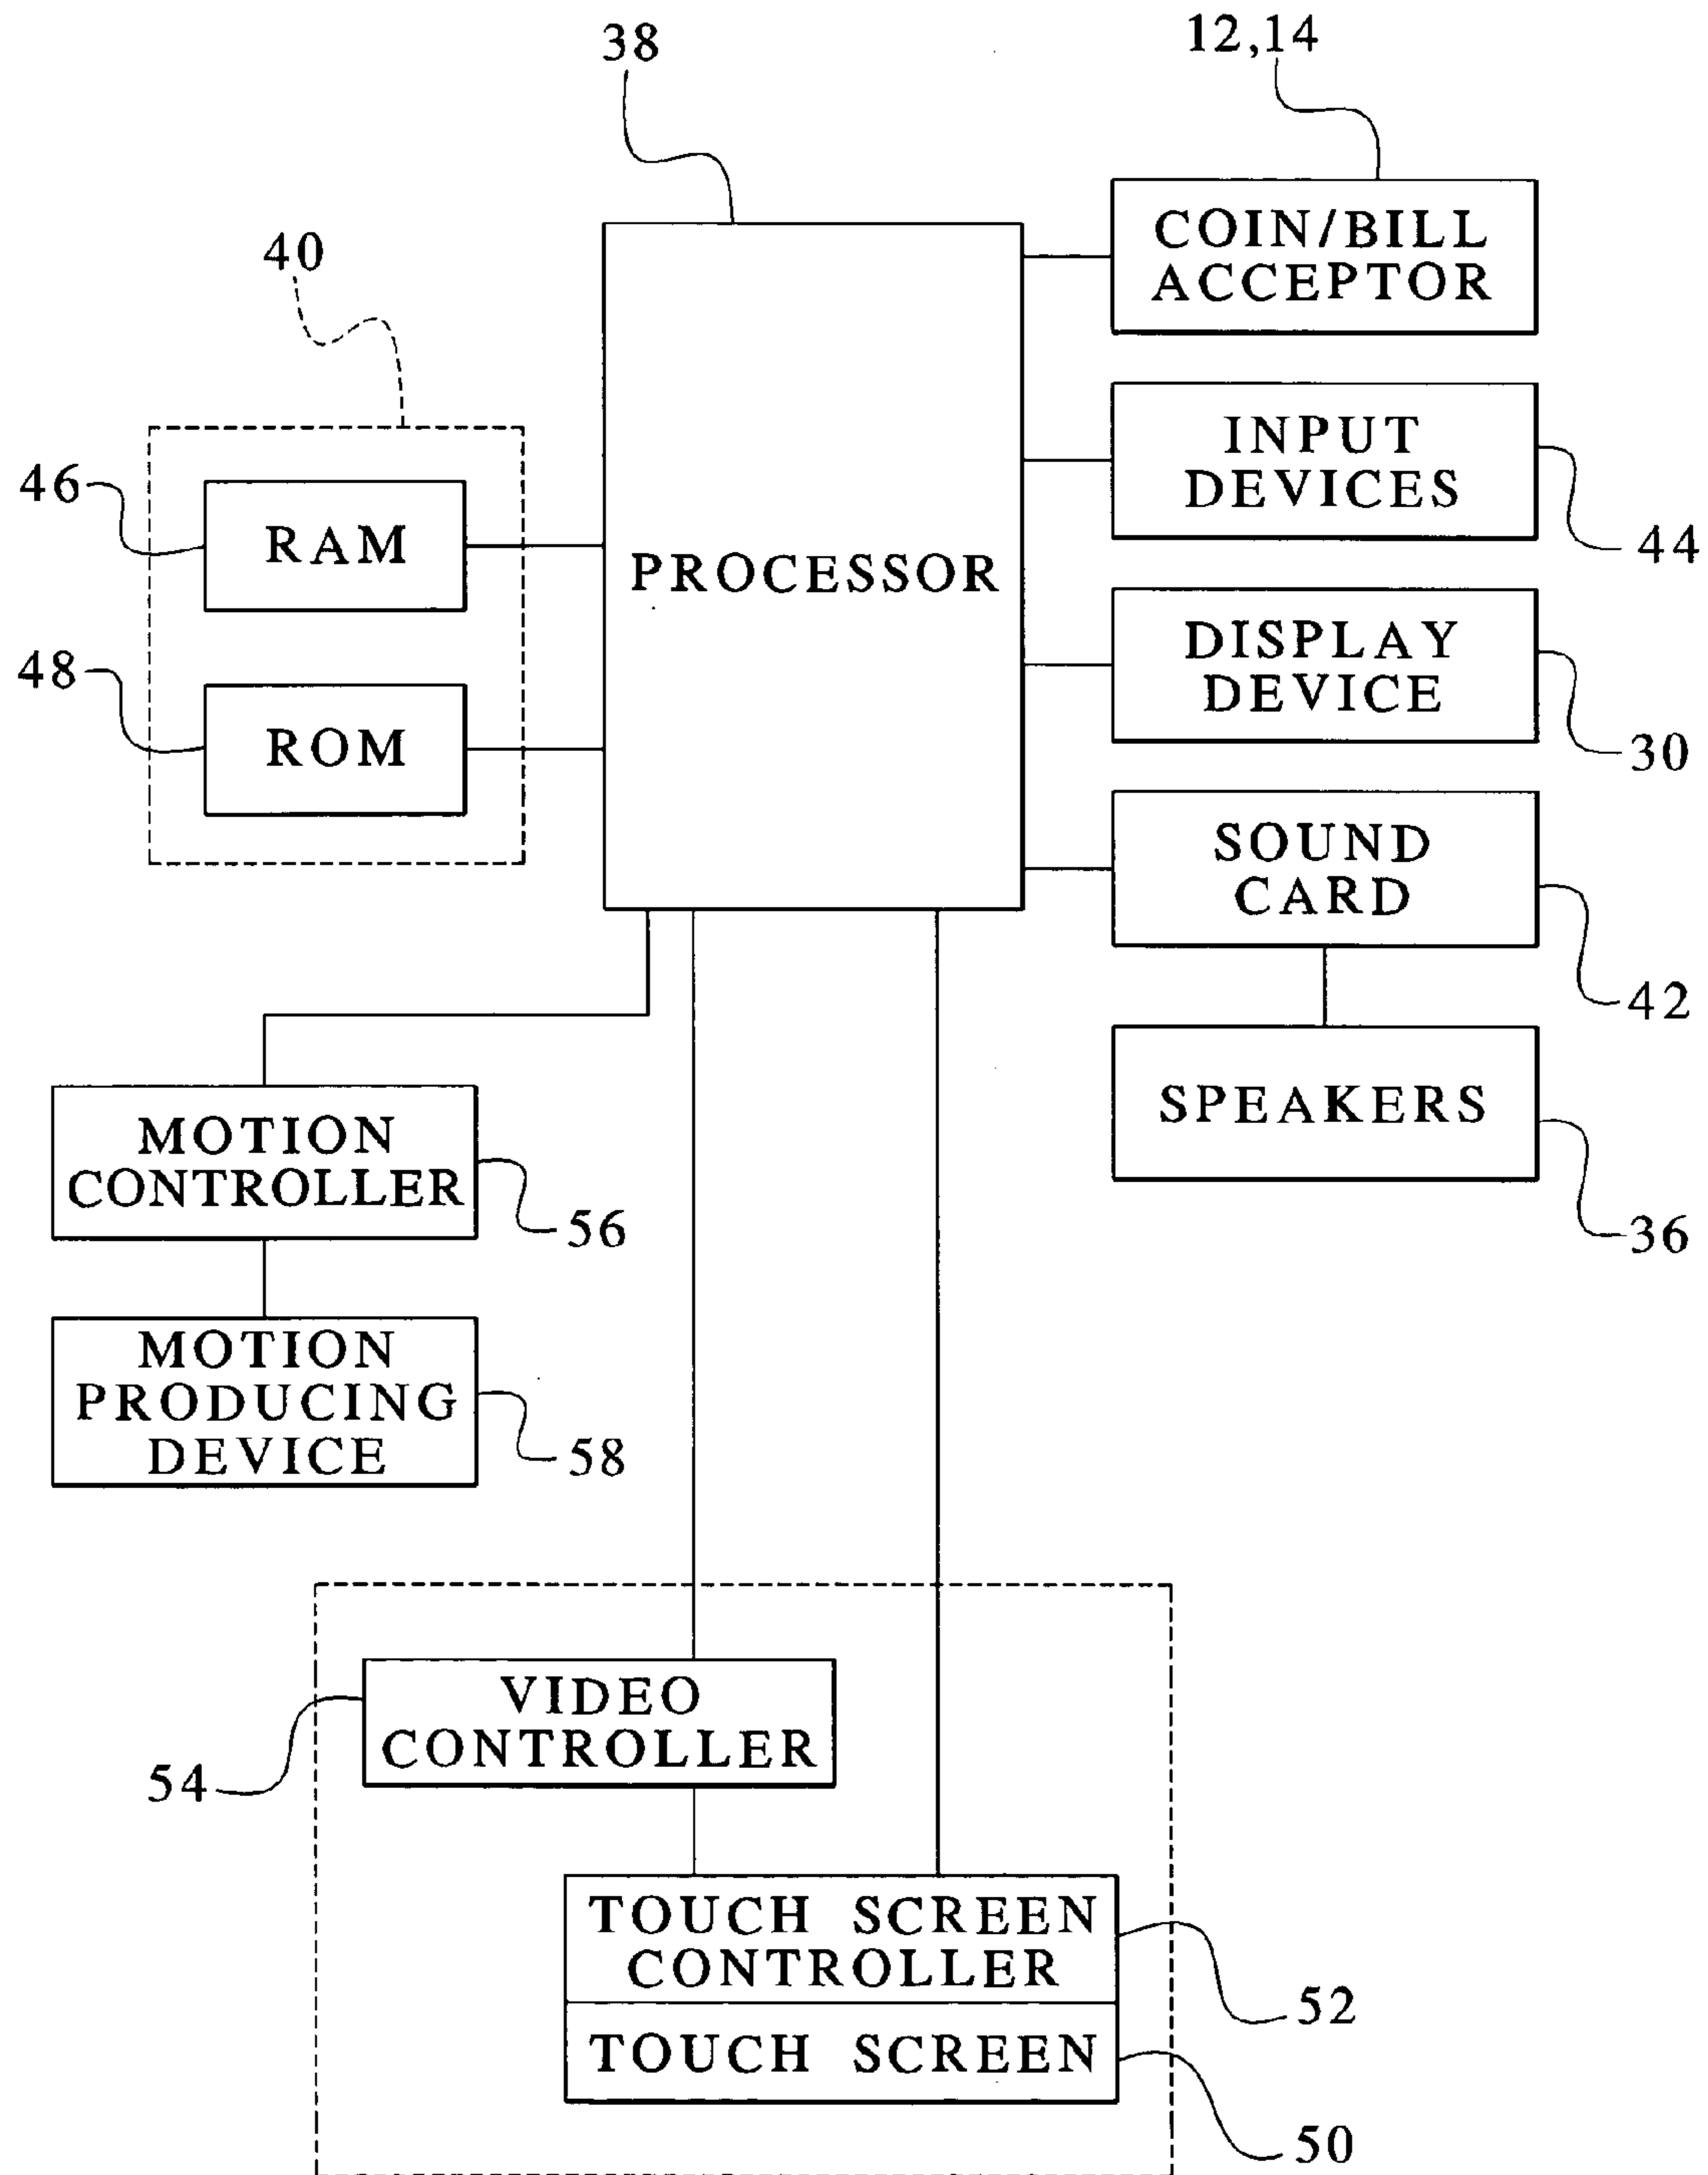 38
12,14
COIN/BILL
ACCEPTOR
40
INPUT
DEVICES
44
46
RAM
PROCESSOR
DISPLAY
DEVICE
30
48
ROM
SOUND
CARD
42
SPEAKERS
36
MOTION
CONTROLLER
56
MOTION
PRODUCING
DEVICE
58
VIDEO
CONTROLLER
54
TOUCH SCREEN
CONTROLLER
52
TOUCH SCREEN
50